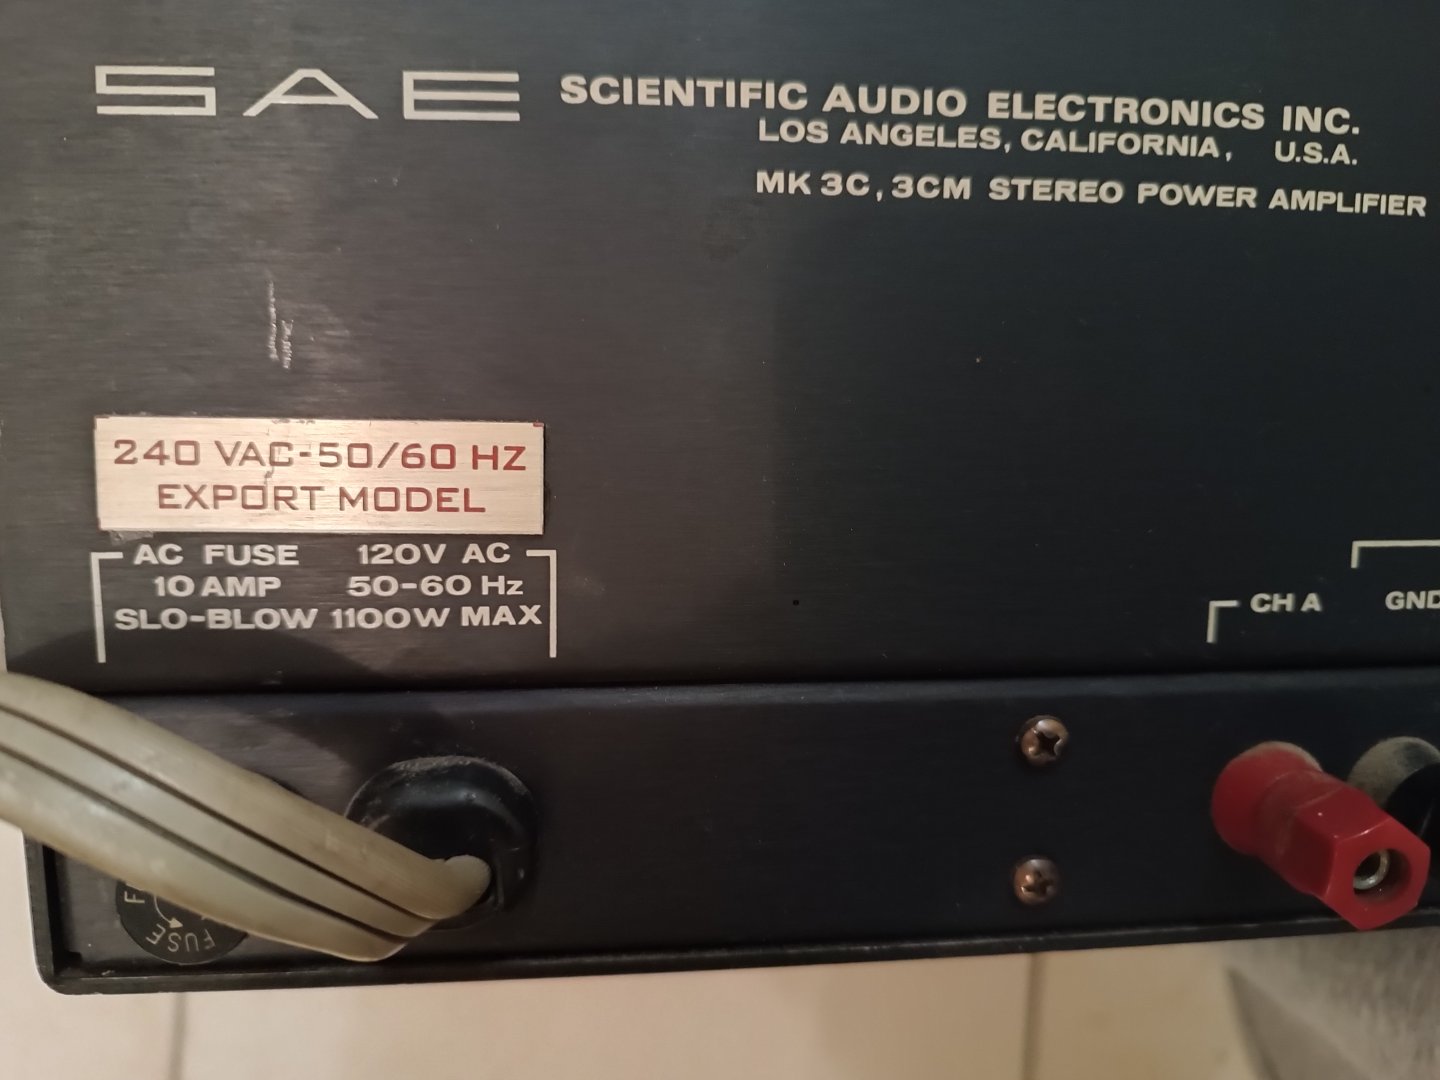 SAE SCIENTIFIC AUDIO ELECTRONICS INC.
LOS ANGELES, CALIFORNIA, U.S.A.
MK 3C, 3CM STEREO POWER AMPLIFIER
240 VAC-50/60 HZ
EXPORT MODEL
AC FUSE 120V AC
10 AMP 50-60 Hz
SLO-BLOW 1100W MAX
CH A GND
FUSE